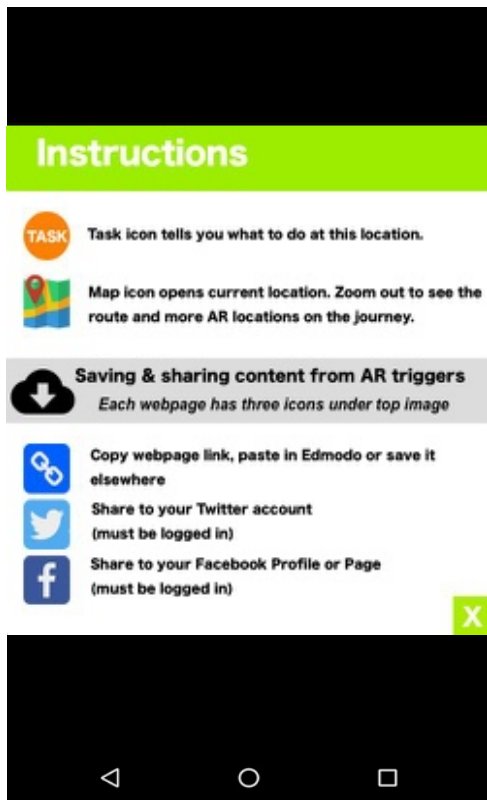 Instructions
TASK
Task icon tells you what to do at this location.
Map icon opens current location. Zoom out to see the
route and more AR locations on the journey.
Saving & sharing content from AR triggers
Each webpage has three icons under top image
Copy webpage link, paste in Edmodo or save it
elsewhere
Share to your Twitter account
(must be logged in)
f
Share to your Facebook Profile or Page
(must be logged in)
X